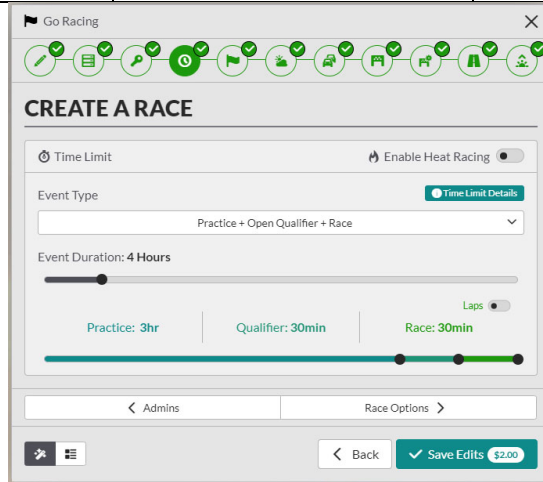 Go Racing
CREATE A RACE
Time Limit
Enable Heat Racing
Event Type
Time Limit Details
Practice + Open Qualifier + Race
Event Duration: 4 Hours
Laps
Practice: 3hr
Qualifier: 30min
Race: 30min
Admins
Race Options
Back
Save Edits $2.00